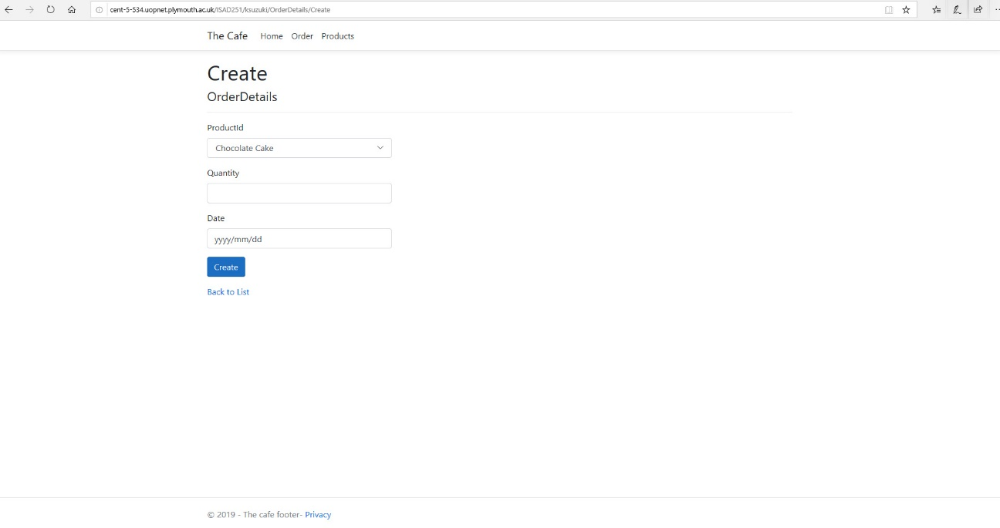 cent-5-534.uopnet.plymouth.ac.uk/ISAD251/ksuzuki/OrderDetails/Create
The Cafe Home Order Products
Create
OrderDetails
ProductId
Chocolate Cake
Quantity
Date
yyyy/mm/dd
Create
Back to List
© 2019 - The cafe footer- Privacy